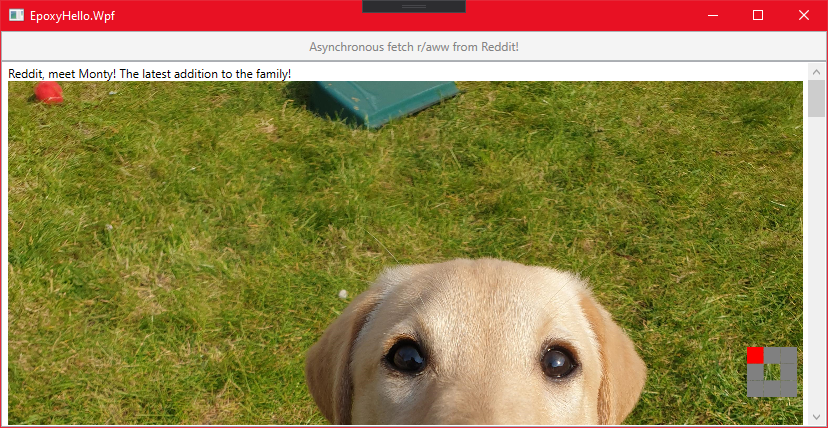 EpoxyHello.Wpf
Asynchronous fetch r/aww from Reddit!
Reddit, meet Monty! The latest addition to the family!